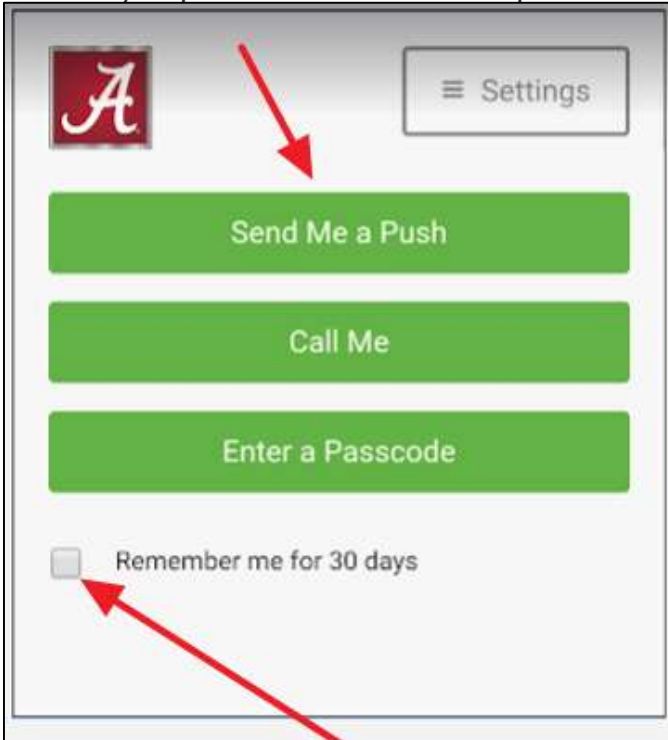 A
≡ Settings
Send Me a Push
Call Me
Enter a Passcode
Remember me for 30 days